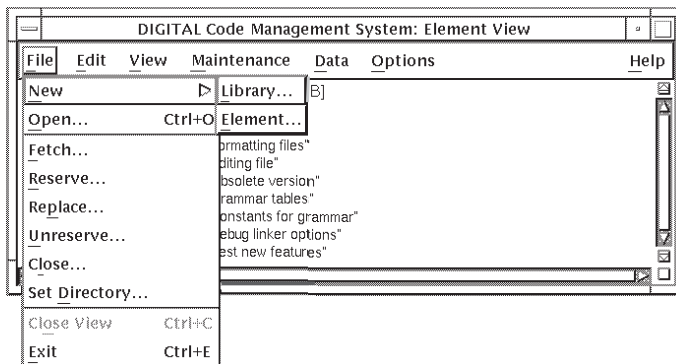 DIGITAL Code Management System: Element View
File Edit View Maintenance Data Options Help
New Library... B]
Open... Ctrl+O Element...
Fetch... ormatting files"
diting file"
Reserve... bsolete version"
rammar tables"
Replace... onstants for grammar"
Unreserve... ebug linker options"
est new features"
Close...
Set Directory...
Close View Ctrl+C
Exit Ctrl+E